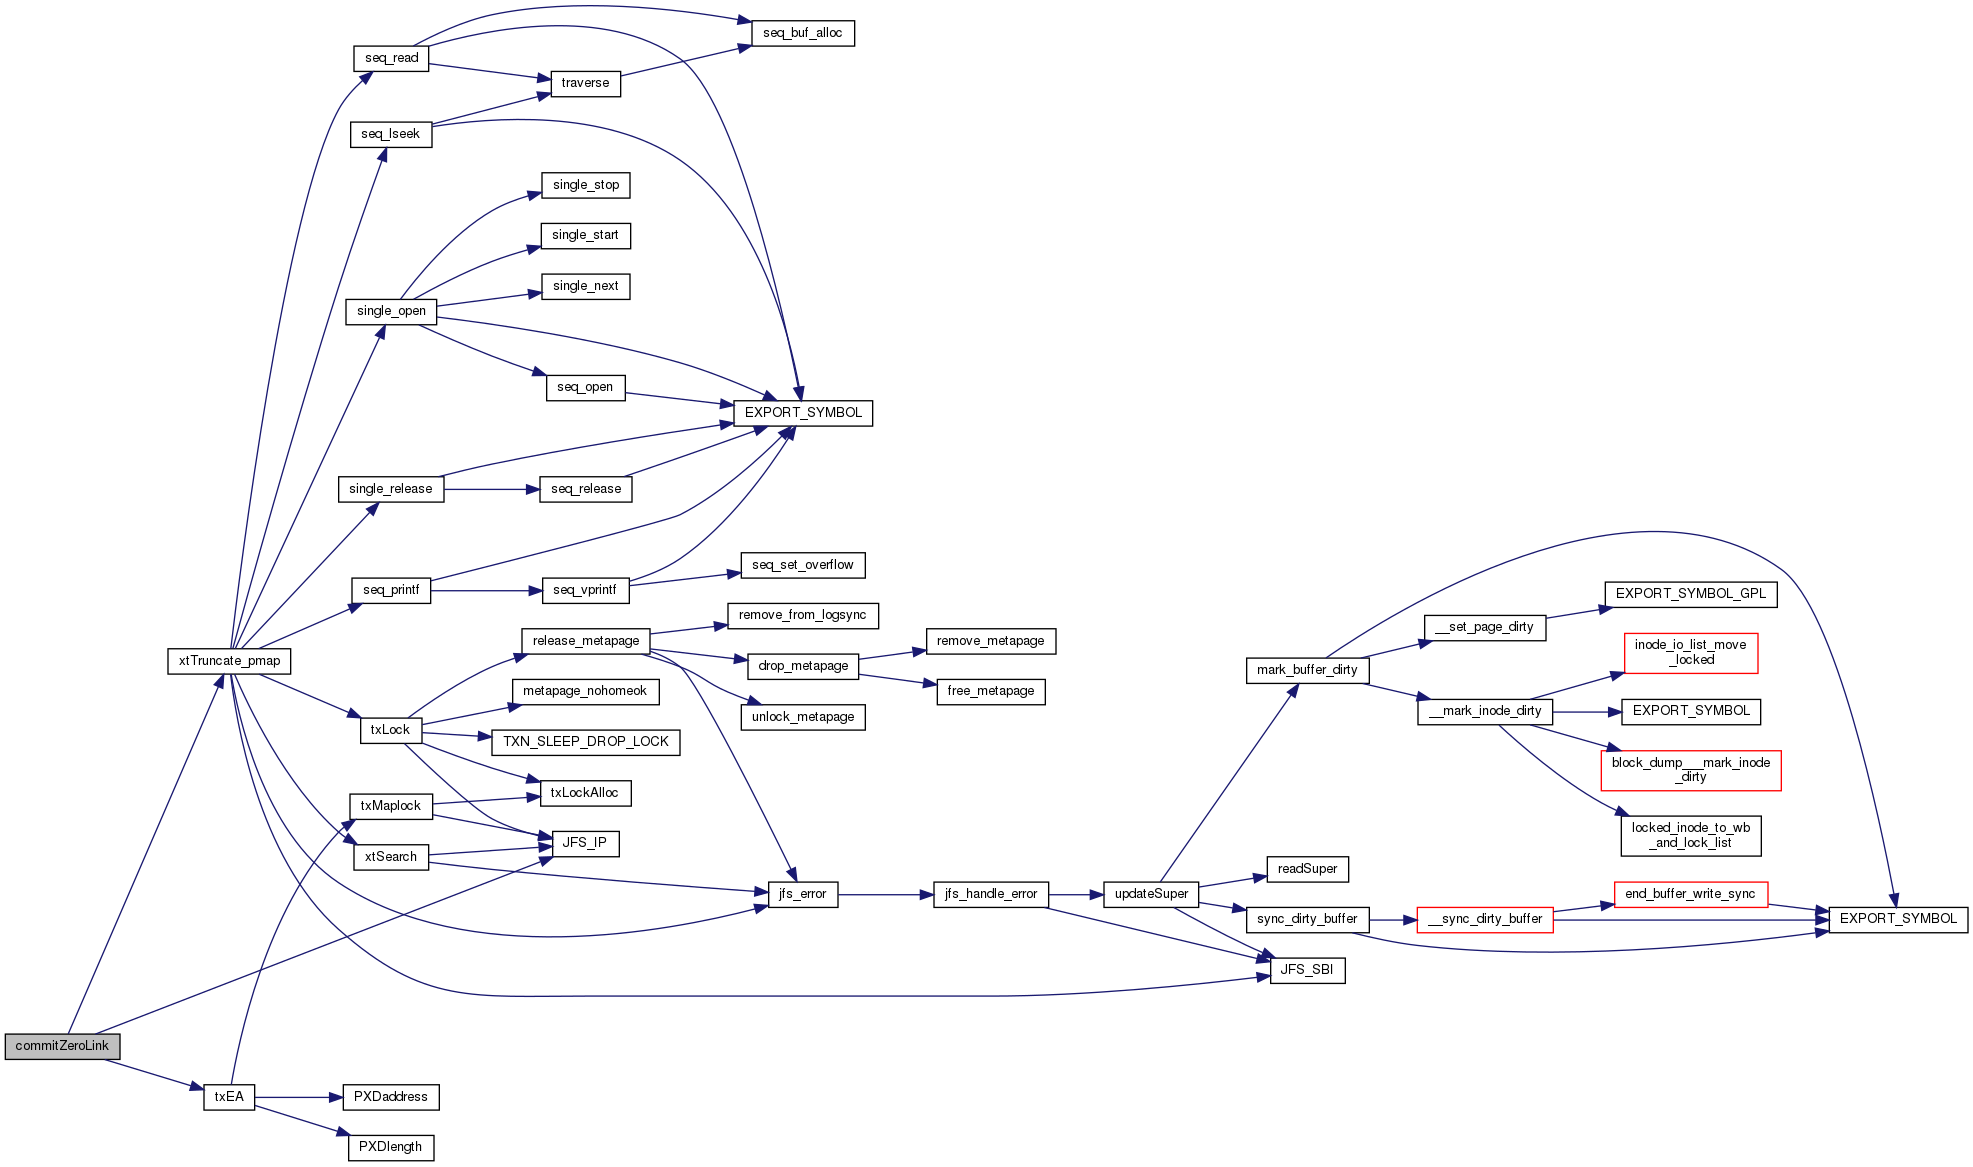 seq_buf_alloc
seq_read
traverse
seq_lseek
single_stop
single_start
single_next
single_open
seq_open
EXPORT_SYMBOL
single_release
seq_release
seq_set_overflow
seq_printf
seq_vprintf
EXPORT_SYMBOL_GPL
remove_from_logsync
__set_page_dirty
release_metapage
remove_metapage
inode_io_list_move
_locked
xtTruncate_pmap
drop_metapage
mark_buffer_dirty
metapage_nohomeok
free_metapage
__mark_inode_dirty
EXPORT_SYMBOL
unlock_metapage
txLock
TXN_SLEEP_DROP_LOCK
block_dump___mark_inode
_dirty
txLockAlloc
txMaplock
locked_inode_to_wb
_and_lock_list
JFS_IP
xtSearch
readSuper
jfs_error
jfs_handle_error
updateSuper
end_buffer_write_sync
sync_dirty_buffer
__sync_dirty_buffer
EXPORT_SYMBOL
JFS_SBI
commitZeroLink
txEA
PXDaddress
PXDlength